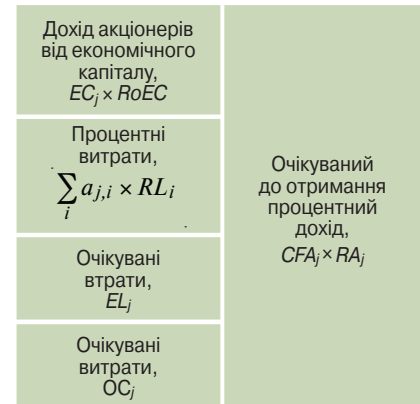 Дохід акціонерів
від економічного
капіталу,
ECj × RoEC
Процентні
витрати,
∑i aj,i × RLi
Очікувані
втрати,
ELj
Очікувані
витрати,
OCj
Очікуваний
до отримання
процентний
дохід,
CFAj × RAj